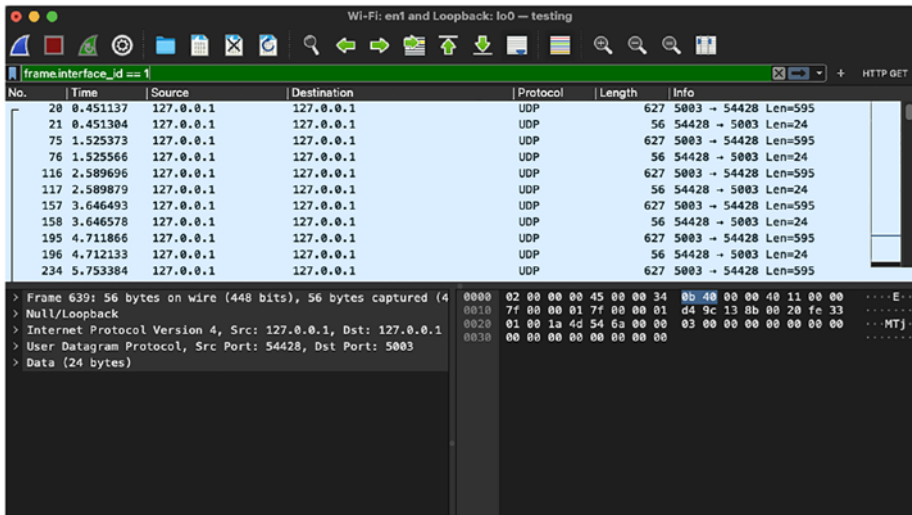 Wi-Fi: en1 and Loopback: lo0 — testing
frame.interface_id == 1 + HTTP GET
No. Time Source Destination Protocol Length Info
20 0.451137 127.0.0.1 127.0.0.1 UDP 627 5003 → 54428 Len=595
21 0.451304 127.0.0.1 127.0.0.1 UDP 56 54428 → 5003 Len=24
75 1.525373 127.0.0.1 127.0.0.1 UDP 627 5003 → 54428 Len=595
76 1.525566 127.0.0.1 127.0.0.1 UDP 56 54428 → 5003 Len=24
116 2.589696 127.0.0.1 127.0.0.1 UDP 627 5003 → 54428 Len=595
117 2.589879 127.0.0.1 127.0.0.1 UDP 56 54428 → 5003 Len=24
157 3.646493 127.0.0.1 127.0.0.1 UDP 627 5003 → 54428 Len=595
158 3.646578 127.0.0.1 127.0.0.1 UDP 56 54428 → 5003 Len=24
195 4.711866 127.0.0.1 127.0.0.1 UDP 627 5003 → 54428 Len=595
196 4.712133 127.0.0.1 127.0.0.1 UDP 56 54428 → 5003 Len=24
234 5.753384 127.0.0.1 127.0.0.1 UDP 627 5003 → 54428 Len=595
> Frame 639: 56 bytes on wire (448 bits), 56 bytes captured (4
> Null/Loopback
> Internet Protocol Version 4, Src: 127.0.0.1, Dst: 127.0.0.1
> User Datagram Protocol, Src Port: 54428, Dst Port: 5003
> Data (24 bytes)
0000 02 00 00 00 45 00 00 34 0b 40 00 00 40 11 00 00 ····E··
0010 7f 00 00 01 7f 00 00 01 d4 9c 13 8b 00 20 fe 33 ·······
0020 01 00 1a 4d 54 6a 00 00 03 00 00 00 00 00 00 00 ···MTj·
0030 00 00 00 00 00 00 00 00 ·······